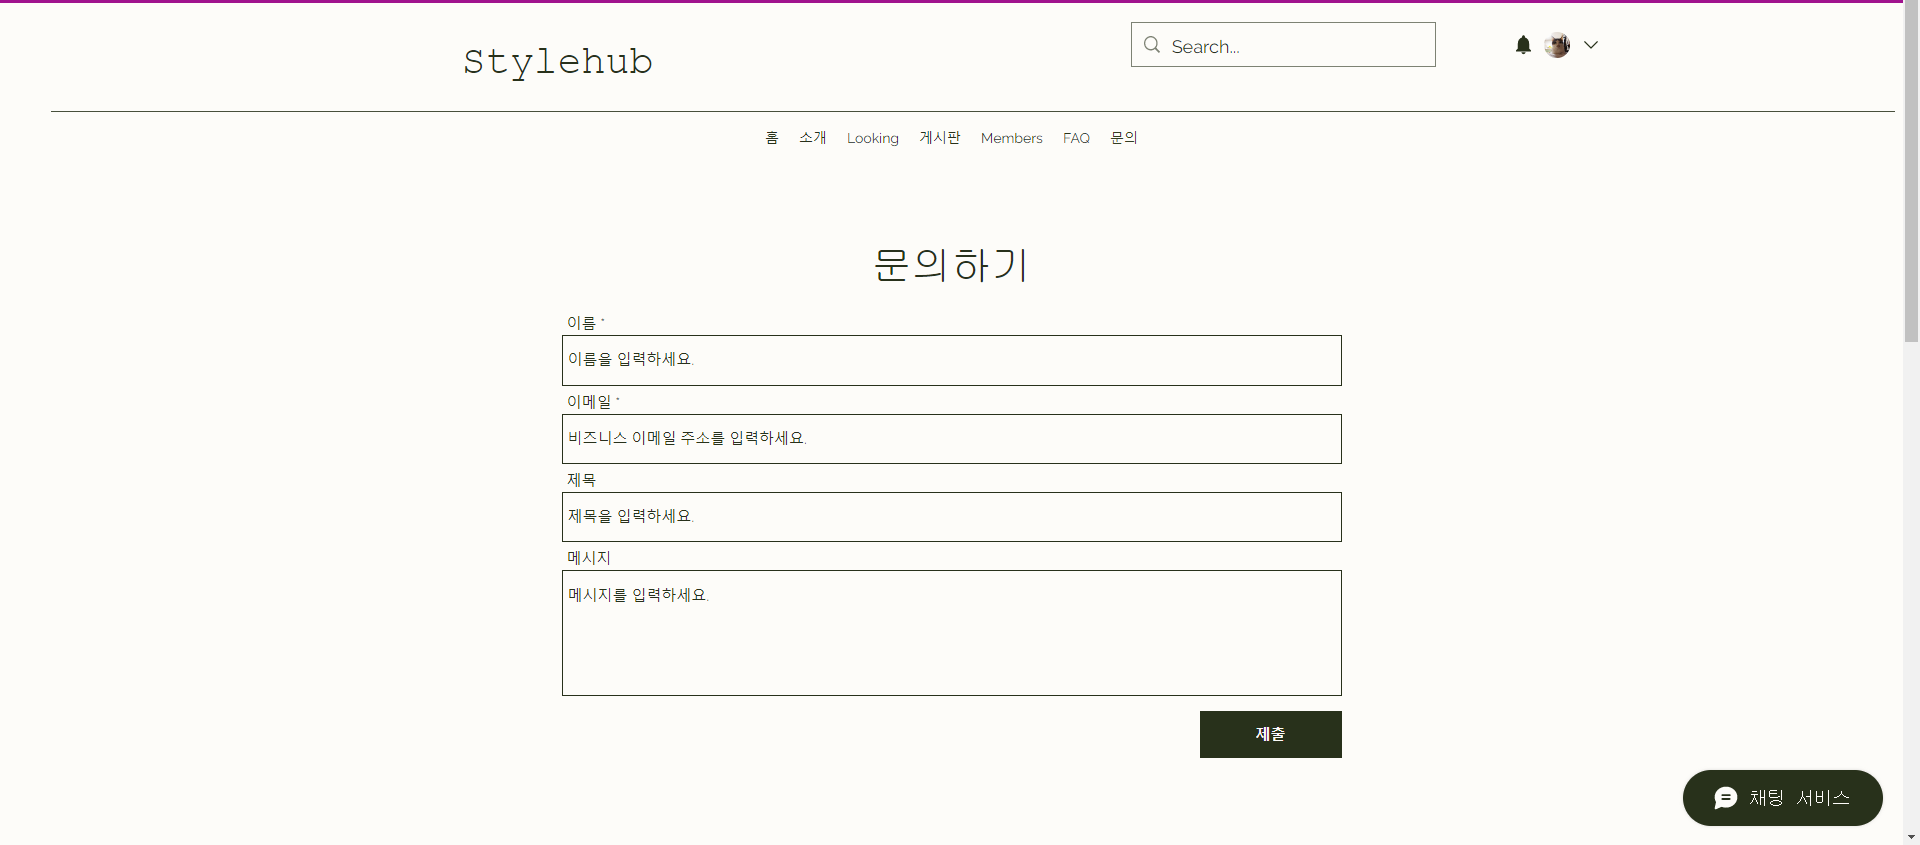 Stylehub
Search...
홈 소개 Looking 게시판 Members FAQ 문의
문의하기
이름 *
이름을 입력하세요.
이메일 *
비즈니스 이메일 주소를 입력하세요.
제목
제목을 입력하세요.
메시지
메시지를 입력하세요.
제출
채팅 서비스